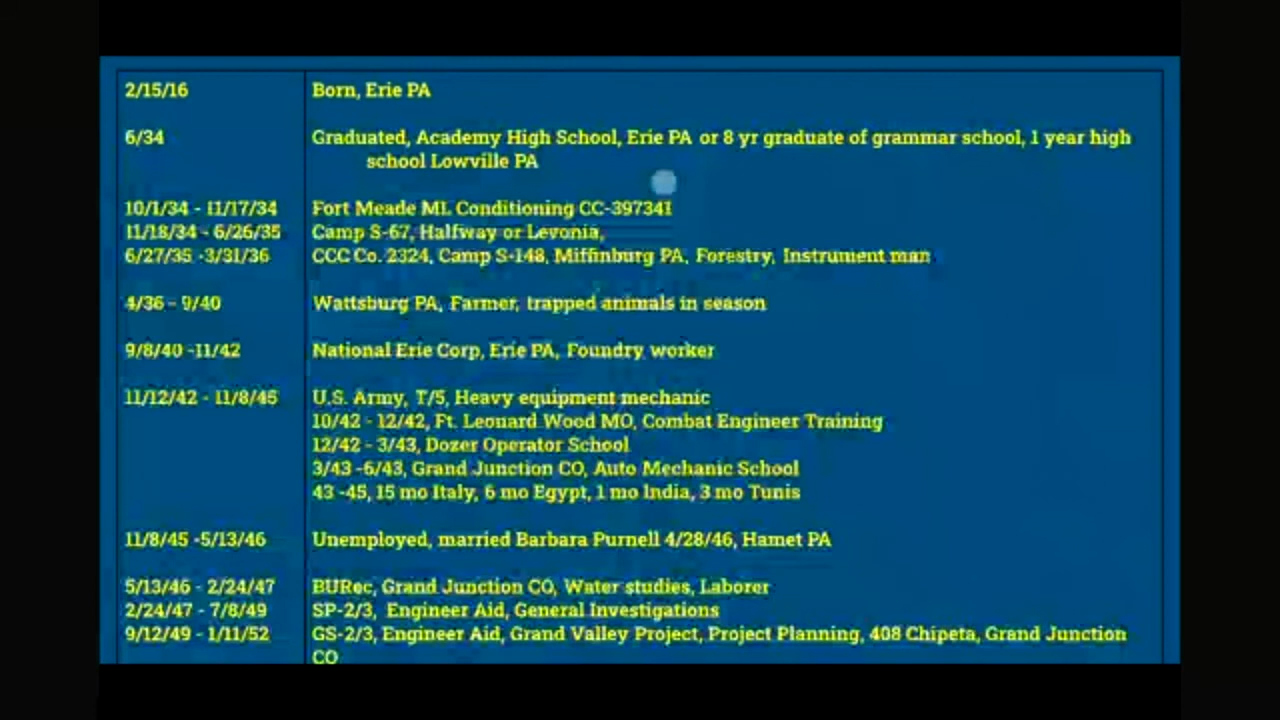 2/15/16 Born, Erie PA
6/34 Graduated, Academy High School, Erie PA or 8 yr graduate of grammar school, 1 year high
school Lowville PA
10/1/34 - 11/17/34 Fort Meade ML Conditioning CC-397341
11/18/34 - 6/26/35 Camp S-67, Halfway or Levonia,
6/27/35 -3/31/36 CCC Co. 2324, Camp S-148, Miffinburg PA, Forestry, Instrument man
4/36 - 9/40 Wattsburg PA, Farmer, trapped animals in season
9/8/40 -11/42 National Erie Corp, Erie PA, Foundry worker
11/12/42 - 11/8/45 U.S. Army, T/5, Heavy equipment mechanic
10/42 - 12/42, Ft. Leonard Wood MO, Combat Engineer Training
12/42 - 3/43, Dozer Operator School
3/43 -6/43, Grand Junction CO, Auto Mechanic School
43 -45, 15 mo Italy, 6 mo Egypt, 1 mo India, 3 mo Tunis
11/8/45 -5/13/46 Unemployed, married Barbara Purnell 4/28/46, Hamet PA
5/13/46 - 2/24/47 BURec, Grand Junction CO, Water studies, Laborer
2/24/47 - 7/8/49 SP-2/3, Engineer Aid, General Investigations
9/12/49 - 1/11/52 GS-2/3, Engineer Aid, Grand Valley Project, Project Planning, 408 Chipeta, Grand Junction
CO